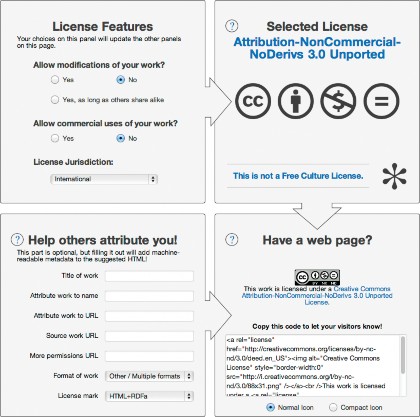 License Features
Your choices on this panel will update the other panels
on this page.
Allow modifications of your work?
Yes
No
Yes, as long as others share alike
Allow commercial uses of your work?
Yes
No
License Jurisdiction:
International
?
Selected License
Attribution-NonCommercial-
NoDerivs 3.0 Unported
cc
$
=
This is not a Free Culture License.
?
Help others attribute you!
This part is optional, but filling it out will add machine-
readable metadata to the suggested HTML!
Title of work
Attribute work to name
Attribute work to URL
Source work URL
More permissions URL
Format of work
Other / Multiple formats
License mark
HTML+RDFa
?
Have a web page?
cc
BY NC ND
This work is licensed under a Creative Commons
Attribution-NonCommercial-NoDerivs 3.0 Unported
License.
Copy this code to let your visitors know!
<a rel="license"
href="http://creativecommons.org/licenses/by-nc-
nd/3.0/deed.en_US"><img alt="Creative Commons
License" style="border-width:0"
src="http://i.creativecommons.org/l/by-nc-
nd/3.0/88x31.png" /></a><br />This work is licensed
under a <a rel="license"
Normal Icon
Compact Icon